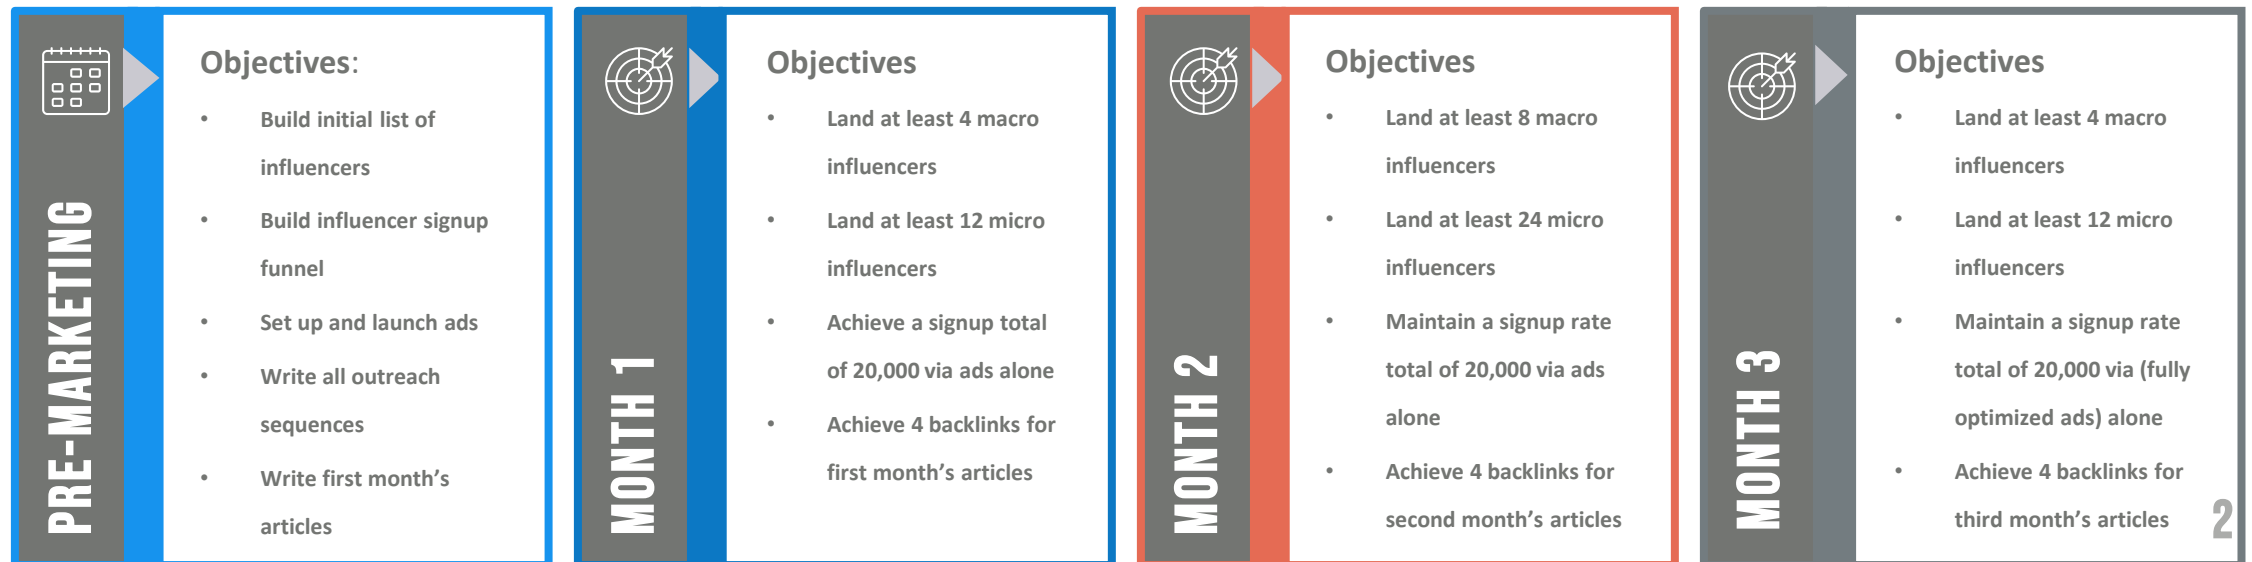 PRE-MARKETING
Objectives:
• Build initial list of
influencers
• Build influencer signup
funnel
• Set up and launch ads
• Write all outreach
sequences
• Write first month’s
articles
MONTH 1
Objectives
• Land at least 4 macro
influencers
• Land at least 12 micro
influencers
• Achieve a signup total
of 20,000 via ads alone
• Achieve 4 backlinks for
first month’s articles
MONTH 2
Objectives
• Land at least 8 macro
influencers
• Land at least 24 micro
influencers
• Maintain a signup rate
total of 20,000 via ads
alone
• Achieve 4 backlinks for
second month’s articles
MONTH 3
Objectives
• Land at least 4 macro
influencers
• Land at least 12 micro
influencers
• Maintain a signup rate
total of 20,000 via (fully
optimized ads) alone
• Achieve 4 backlinks for
third month’s articles
2